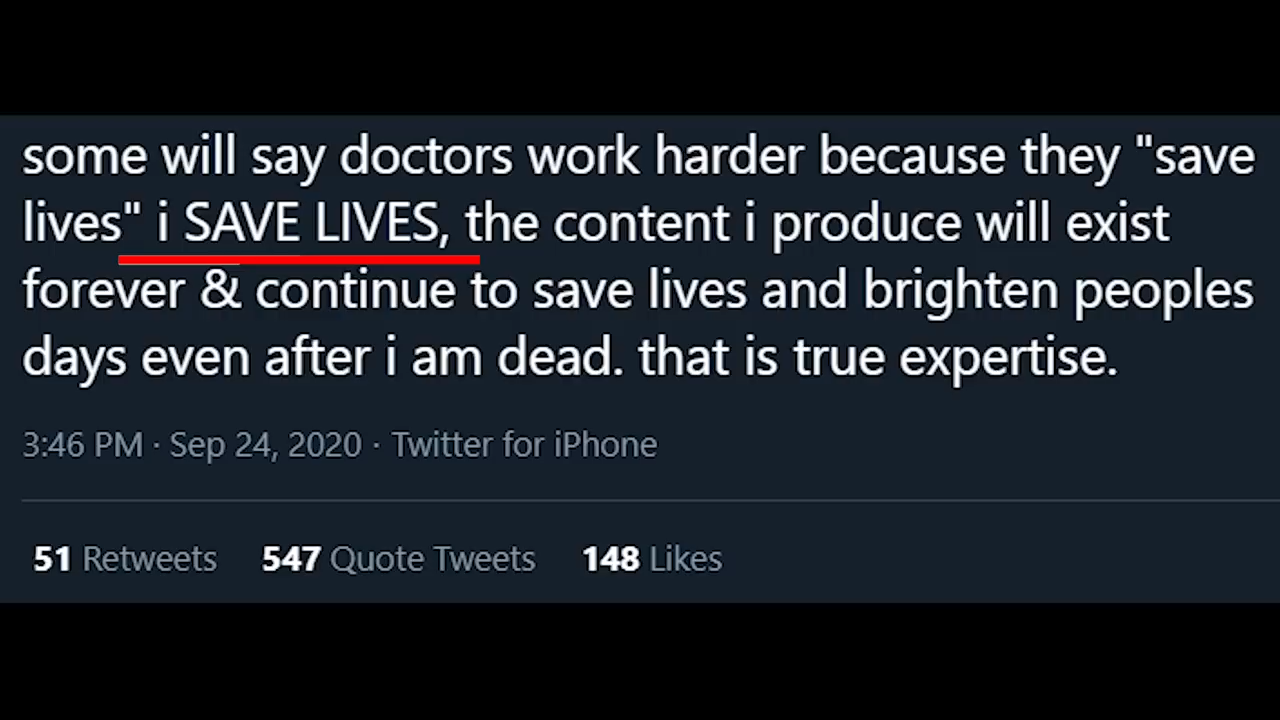 some will say doctors work harder because they "save
lives" i SAVE LIVES, the content i produce will exist
forever & continue to save lives and brighten peoples
days even after i am dead. that is true expertise.
3:46 PM · Sep 24, 2020 · Twitter for iPhone
51 Retweets 547 Quote Tweets 148 Likes